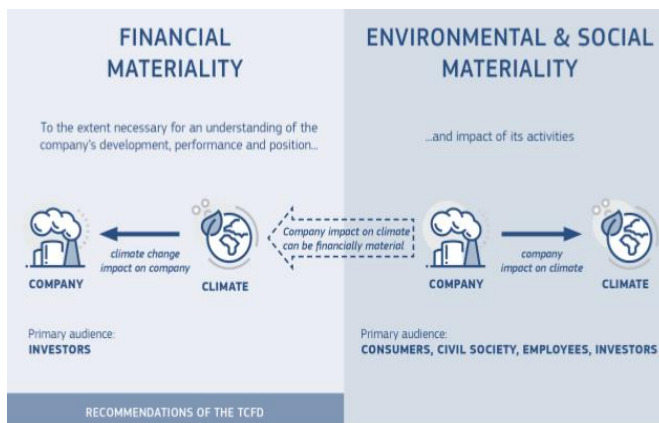 FINANCIAL
MATERIALITY
To the extent necessary for an understanding of the
company's development, performance and position...
COMPANY
climate change
impact on company
CLIMATE
Primary audience:
INVESTORS
RECOMMENDATIONS OF THE TCFD
Company impact on climate
can be financially material
ENVIRONMENTAL & SOCIAL
MATERIALITY
...and impact of its activities
COMPANY
company
impact on climate
CLIMATE
Primary audience:
CONSUMERS, CIVIL SOCIETY, EMPLOYEES, INVESTORS